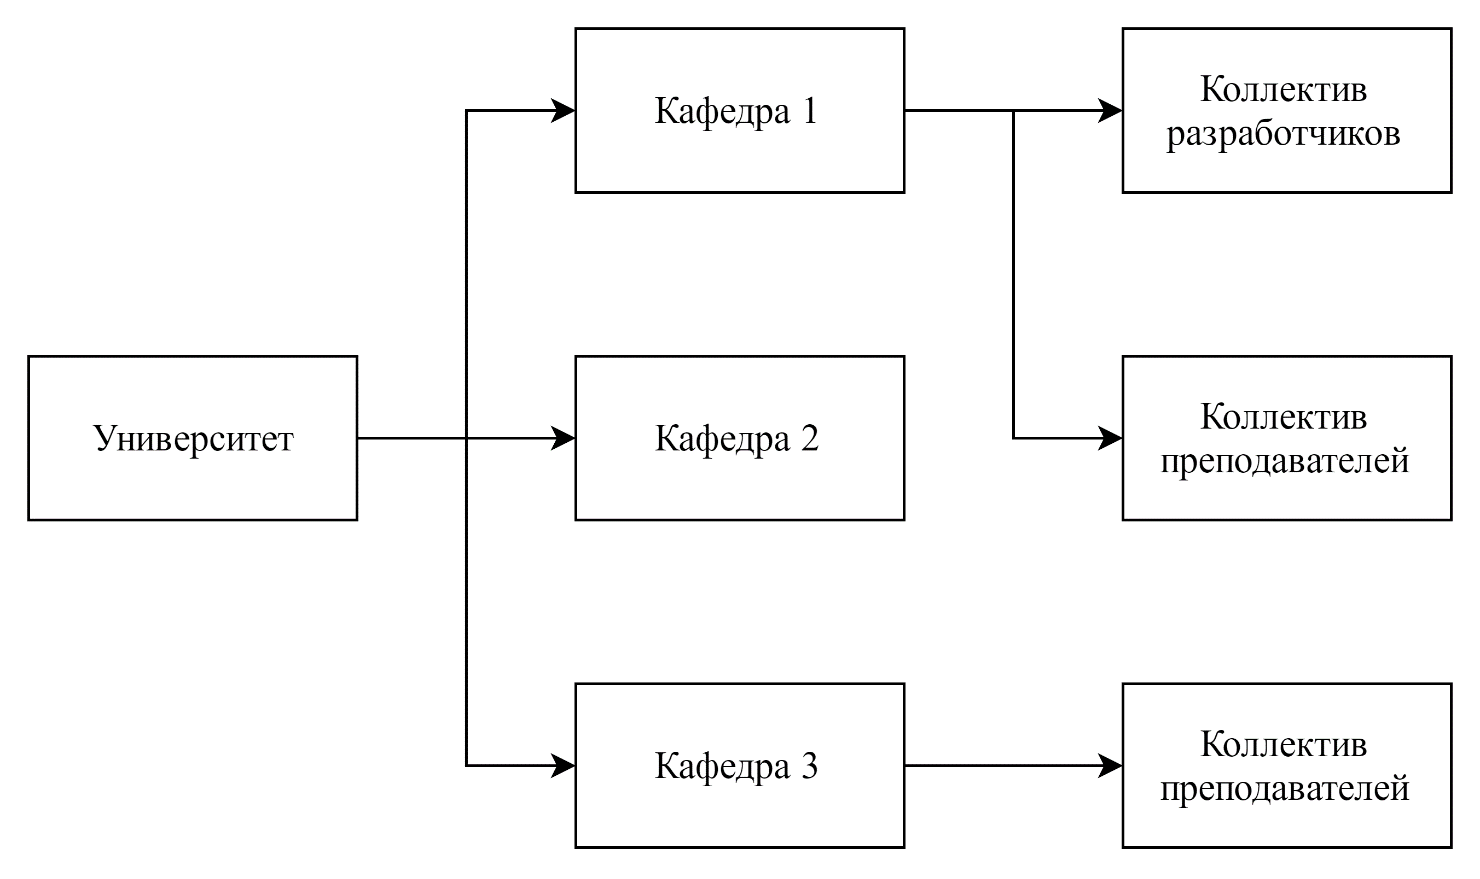 Кафедра 1
Коллектив
разработчиков
Университет
Кафедра 2
Коллектив
преподавателей
Кафедра 3
Коллектив
преподавателей